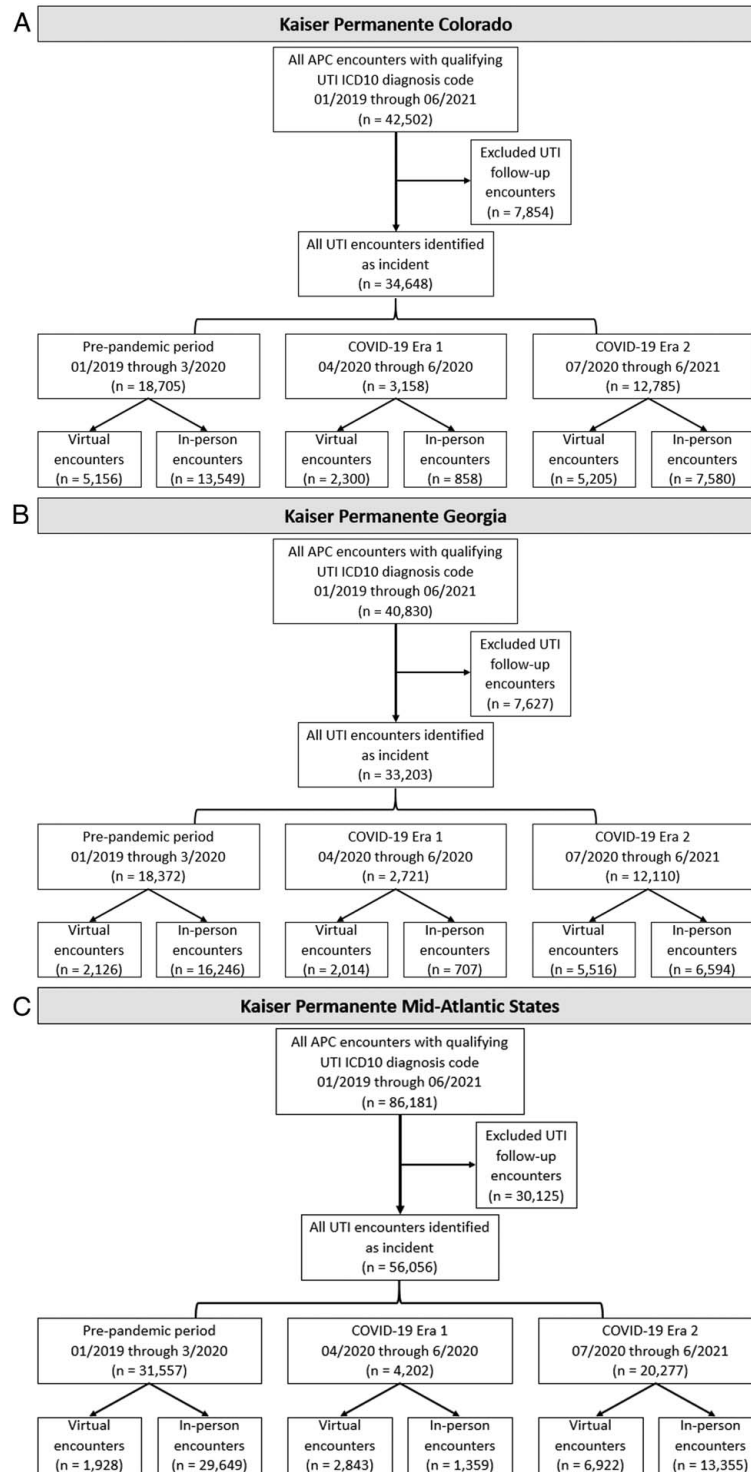 A
Kaiser Permanente Colorado
All APC encounters with qualifying
UTI ICD10 diagnosis code
01/2019 through 06/2021
(n = 42,502)
Excluded UTI
follow-up
encounters
(n = 7,854)
All UTI encounters identified
as incident
(n = 34,648)
Pre-pandemic period
01/2019 through 3/2020
(n = 18,705)
COVID-19 Era 1
04/2020 through 6/2020
(n = 3,158)
COVID-19 Era 2
07/2020 through 6/2021
(n = 12,785)
Virtual
encounters
(n = 5,156)
In-person
encounters
(n = 13,549)
Virtual
encounters
(n = 2,300)
In-person
encounters
(n = 858)
Virtual
encounters
(n = 5,205)
In-person
encounters
(n = 7,580)
B
Kaiser Permanente Georgia
All APC encounters with qualifying
UTI ICD10 diagnosis code
01/2019 through 06/2021
(n = 40,830)
Excluded UTI
follow-up
encounters
(n = 7,627)
All UTI encounters identified
as incident
(n = 33,203)
Pre-pandemic period
01/2019 through 3/2020
(n = 18,372)
COVID-19 Era 1
04/2020 through 6/2020
(n = 2,721)
COVID-19 Era 2
07/2020 through 6/2021
(n = 12,110)
Virtual
encounters
(n = 2,126)
In-person
encounters
(n = 16,246)
Virtual
encounters
(n = 2,014)
In-person
encounters
(n = 707)
Virtual
encounters
(n = 5,516)
In-person
encounters
(n = 6,594)
C
Kaiser Permanente Mid-Atlantic States
All APC encounters with qualifying
UTI ICD10 diagnosis code
01/2019 through 06/2021
(n = 86,181)
Excluded UTI
follow-up
encounters
(n = 30,125)
All UTI encounters identified
as incident
(n = 56,056)
Pre-pandemic period
01/2019 through 3/2020
(n = 31,557)
COVID-19 Era 1
04/2020 through 6/2020
(n = 4,202)
COVID-19 Era 2
07/2020 through 6/2021
(n = 20,277)
Virtual
encounters
(n = 1,928)
In-person
encounters
(n = 29,649)
Virtual
encounters
(n = 2,843)
In-person
encounters
(n = 1,359)
Virtual
encounters
(n = 6,922)
In-person
encounters
(n = 13,355)